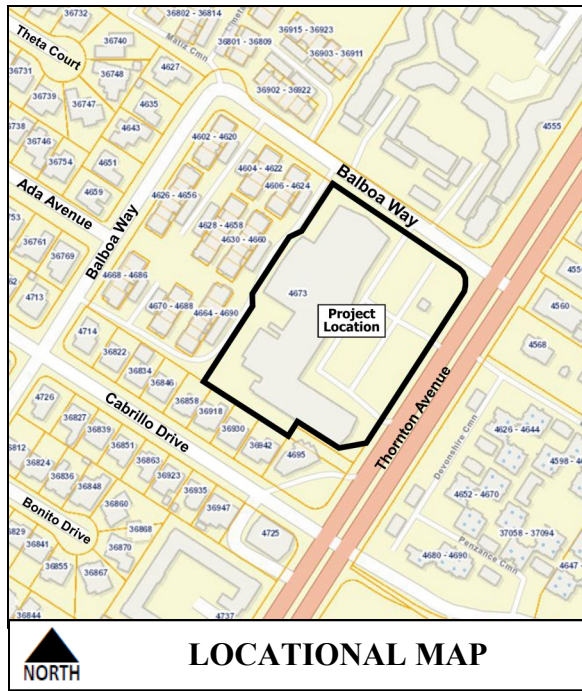 36732
36802 - 36814
36915 - 36923
Theta Court
36740
Mariz Cmn
36801 - 36809
36903 - 36911
36731
36748
4627
36739
36747
4635
36902 - 36922
4555
36746
4643
4602 - 4620
36754
4651
4604 - 4622
Balboa Way
Ada Avenue
4659
4626 - 4656
4606 - 4624
36761
Balboa Way
4628 - 4658
4630 - 4660
36769
4668 - 4686
4673
4713
4670 - 4688
4664 - 4690
Project
Location
4560
4714
36822
4568
36834
36846
Thornton Avenue
4726
36858
36918
Cabrillo Drive
36827
36930
Devonshire Cmn
4626 - 4644
36839
36942
36851
4695
36824
36863
36836
36923
4652 - 4670
36848
36935
Bonito Drive
36860
36947
37058 - 37094
36868
4725
Penzance Cmn
36841
36870
4680 - 4690
36855
36867
36844
4737
NORTH
LOCATIONAL MAP